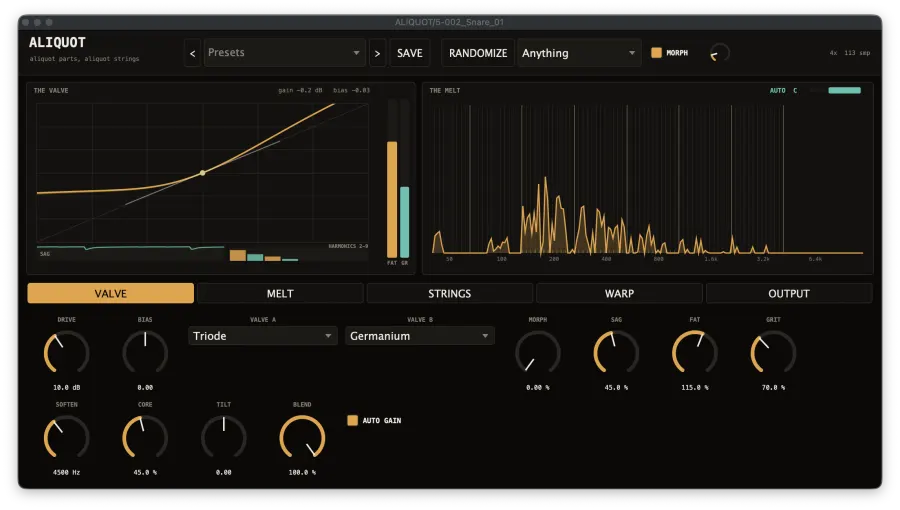 ALIQUOT/5-002_Snare_01
ALIQUOT
aliquot parts, aliquot strings
< Presets > SAVE RANDOMIZE Anything MORPH 4x 113 smp
THE VALVE gain -0.2 dB bias -0.03
SAG
HARMONICS 2-9
FAT GR
THE MELT AUTO C
50 100 200 400 800 1.6k 3.2k 6.4k
VALVE MELT STRINGS WARP OUTPUT
DRIVE BIAS VALVE A VALVE B MORPH SAG FAT GRIT
Triode Germanium
10.0 dB 0.00 0.00 % 45.0 % 115.0 % 70.0 %
SOFTEN CORE TILT BLEND
AUTO GAIN
4500 Hz 45.0 % 0.00 100.0 %